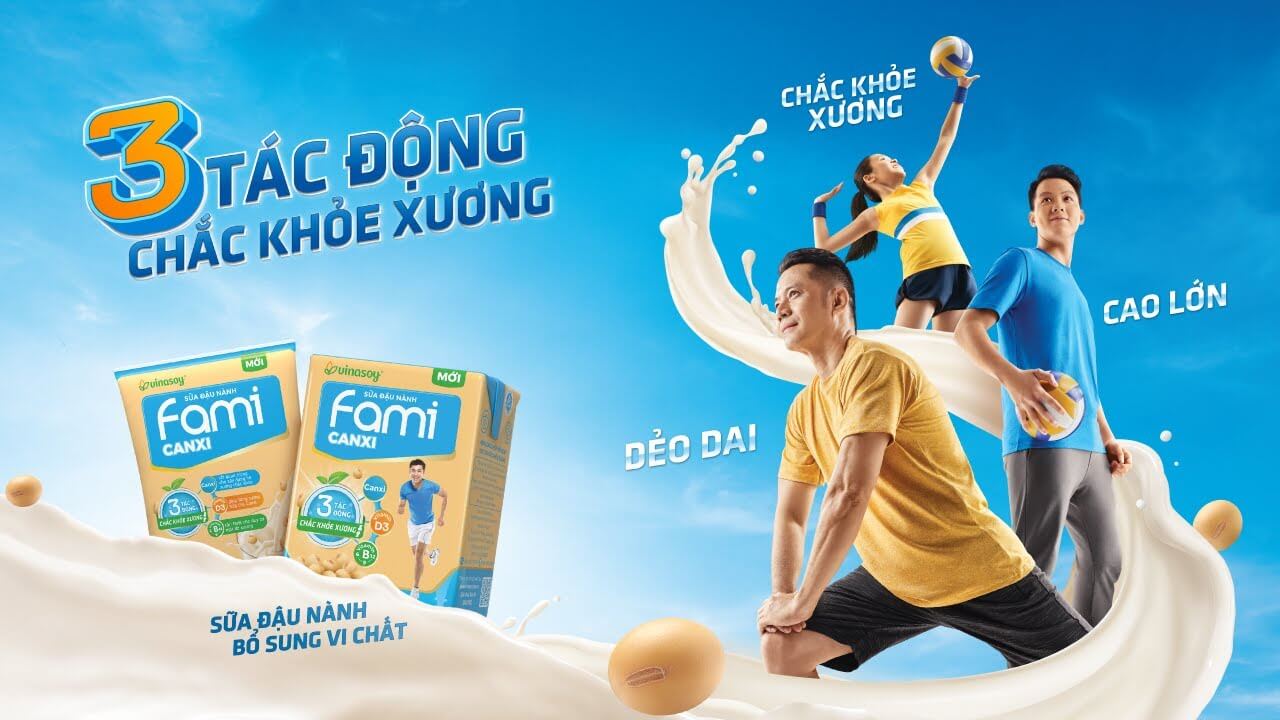 3 TÁC ĐỘNG
CHẮC KHỎE XƯƠNG
CHẮC KHỎE
XƯƠNG
CAO LỚN
DẺO DAI
vinasoy
MỚI
SỮA ĐẬU NÀNH
Fami
CANXI
Canxi
D3
B12
3 TÁC
ĐỘNG
CHẮC KHỎE XƯƠNG
vinasoy
MỚI
SỮA ĐẬU NÀNH
Fami
CANXI
3 TÁC
ĐỘNG
CHẮC KHỎE XƯƠNG
Canxi
D3
B12
SỮA ĐẬU NÀNH
BỔ SUNG VI CHẤT